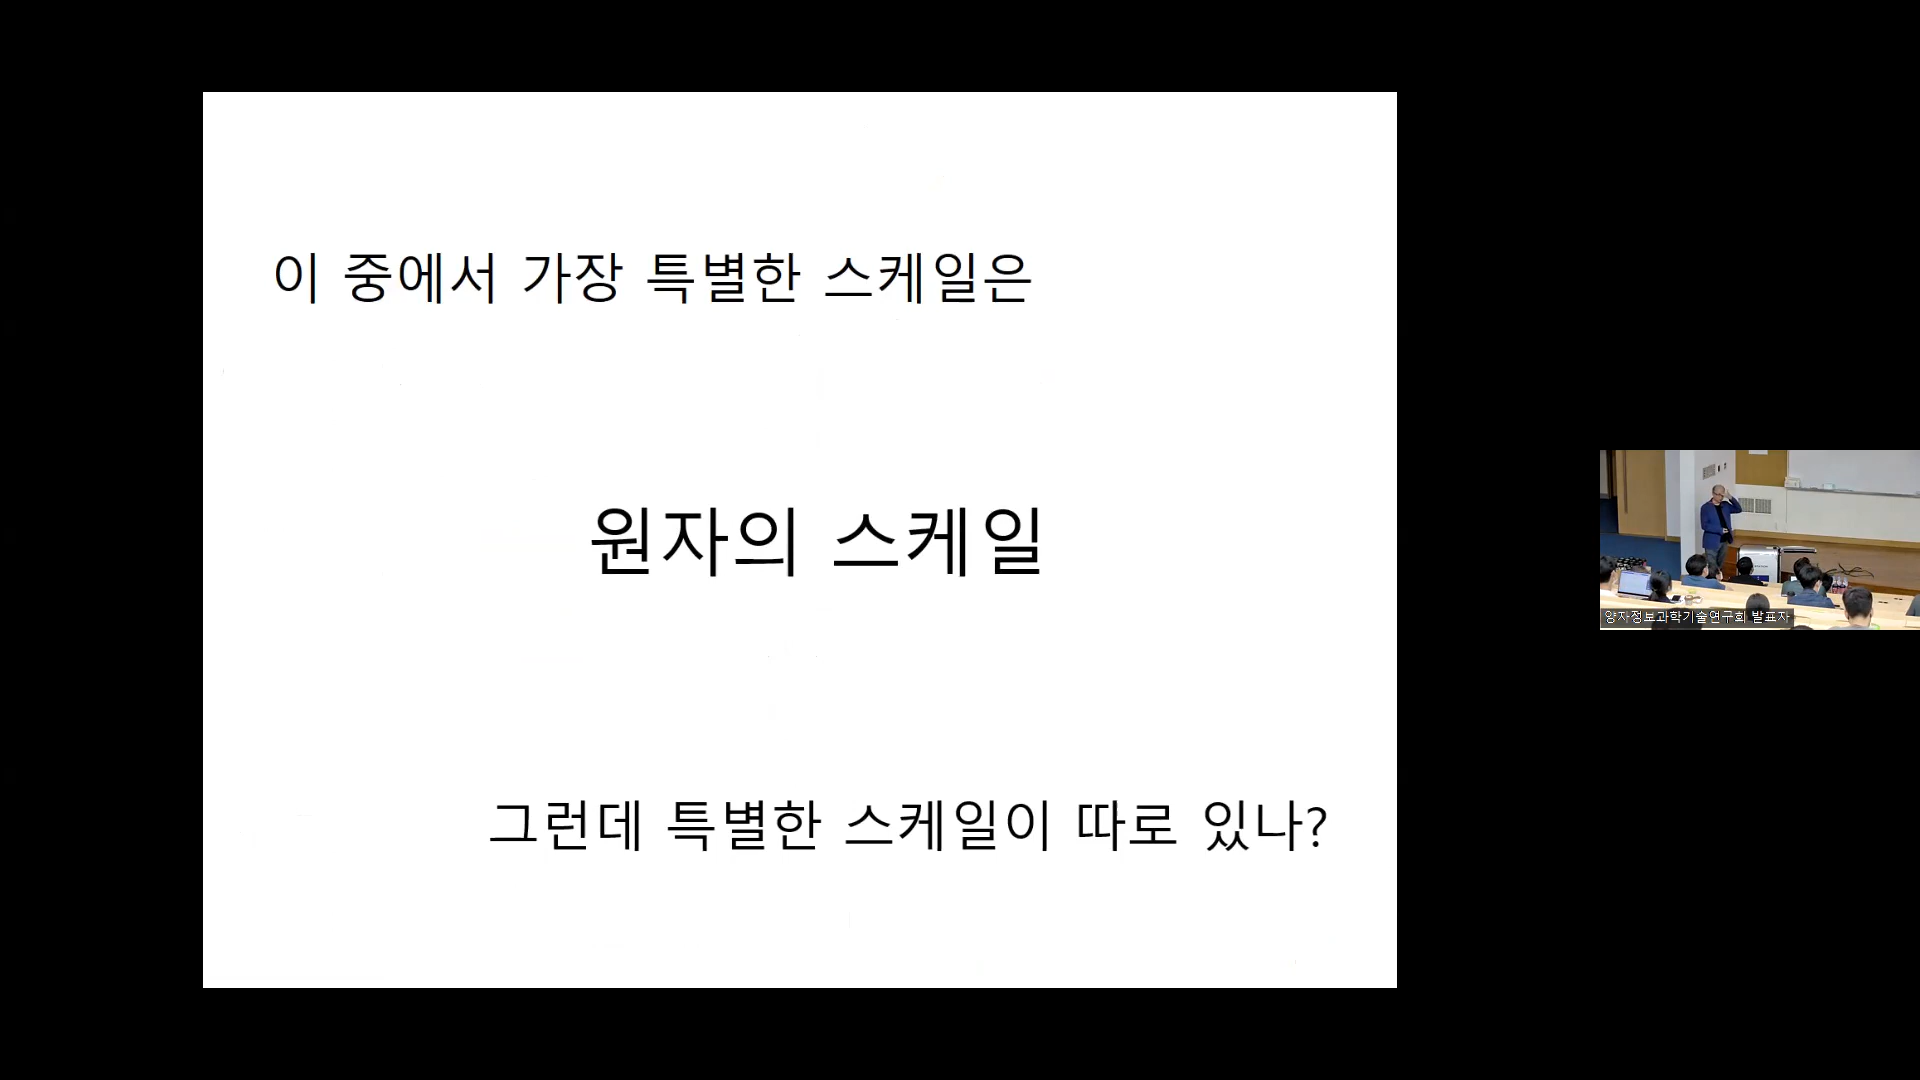 이 중에서 가장 특별한 스케일은
원자의 스케일
그런데 특별한 스케일이 따로 있나?
양자정보과학기술연구회 발표자